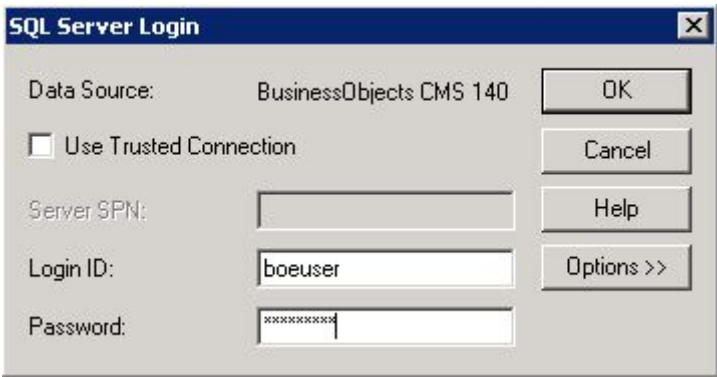 SQL Server Login
Data Source: BusinessObjects CMS 140 OK
Use Trusted Connection Cancel
Server SPN: Help
Login ID: boeuser Options >>
Password: *********